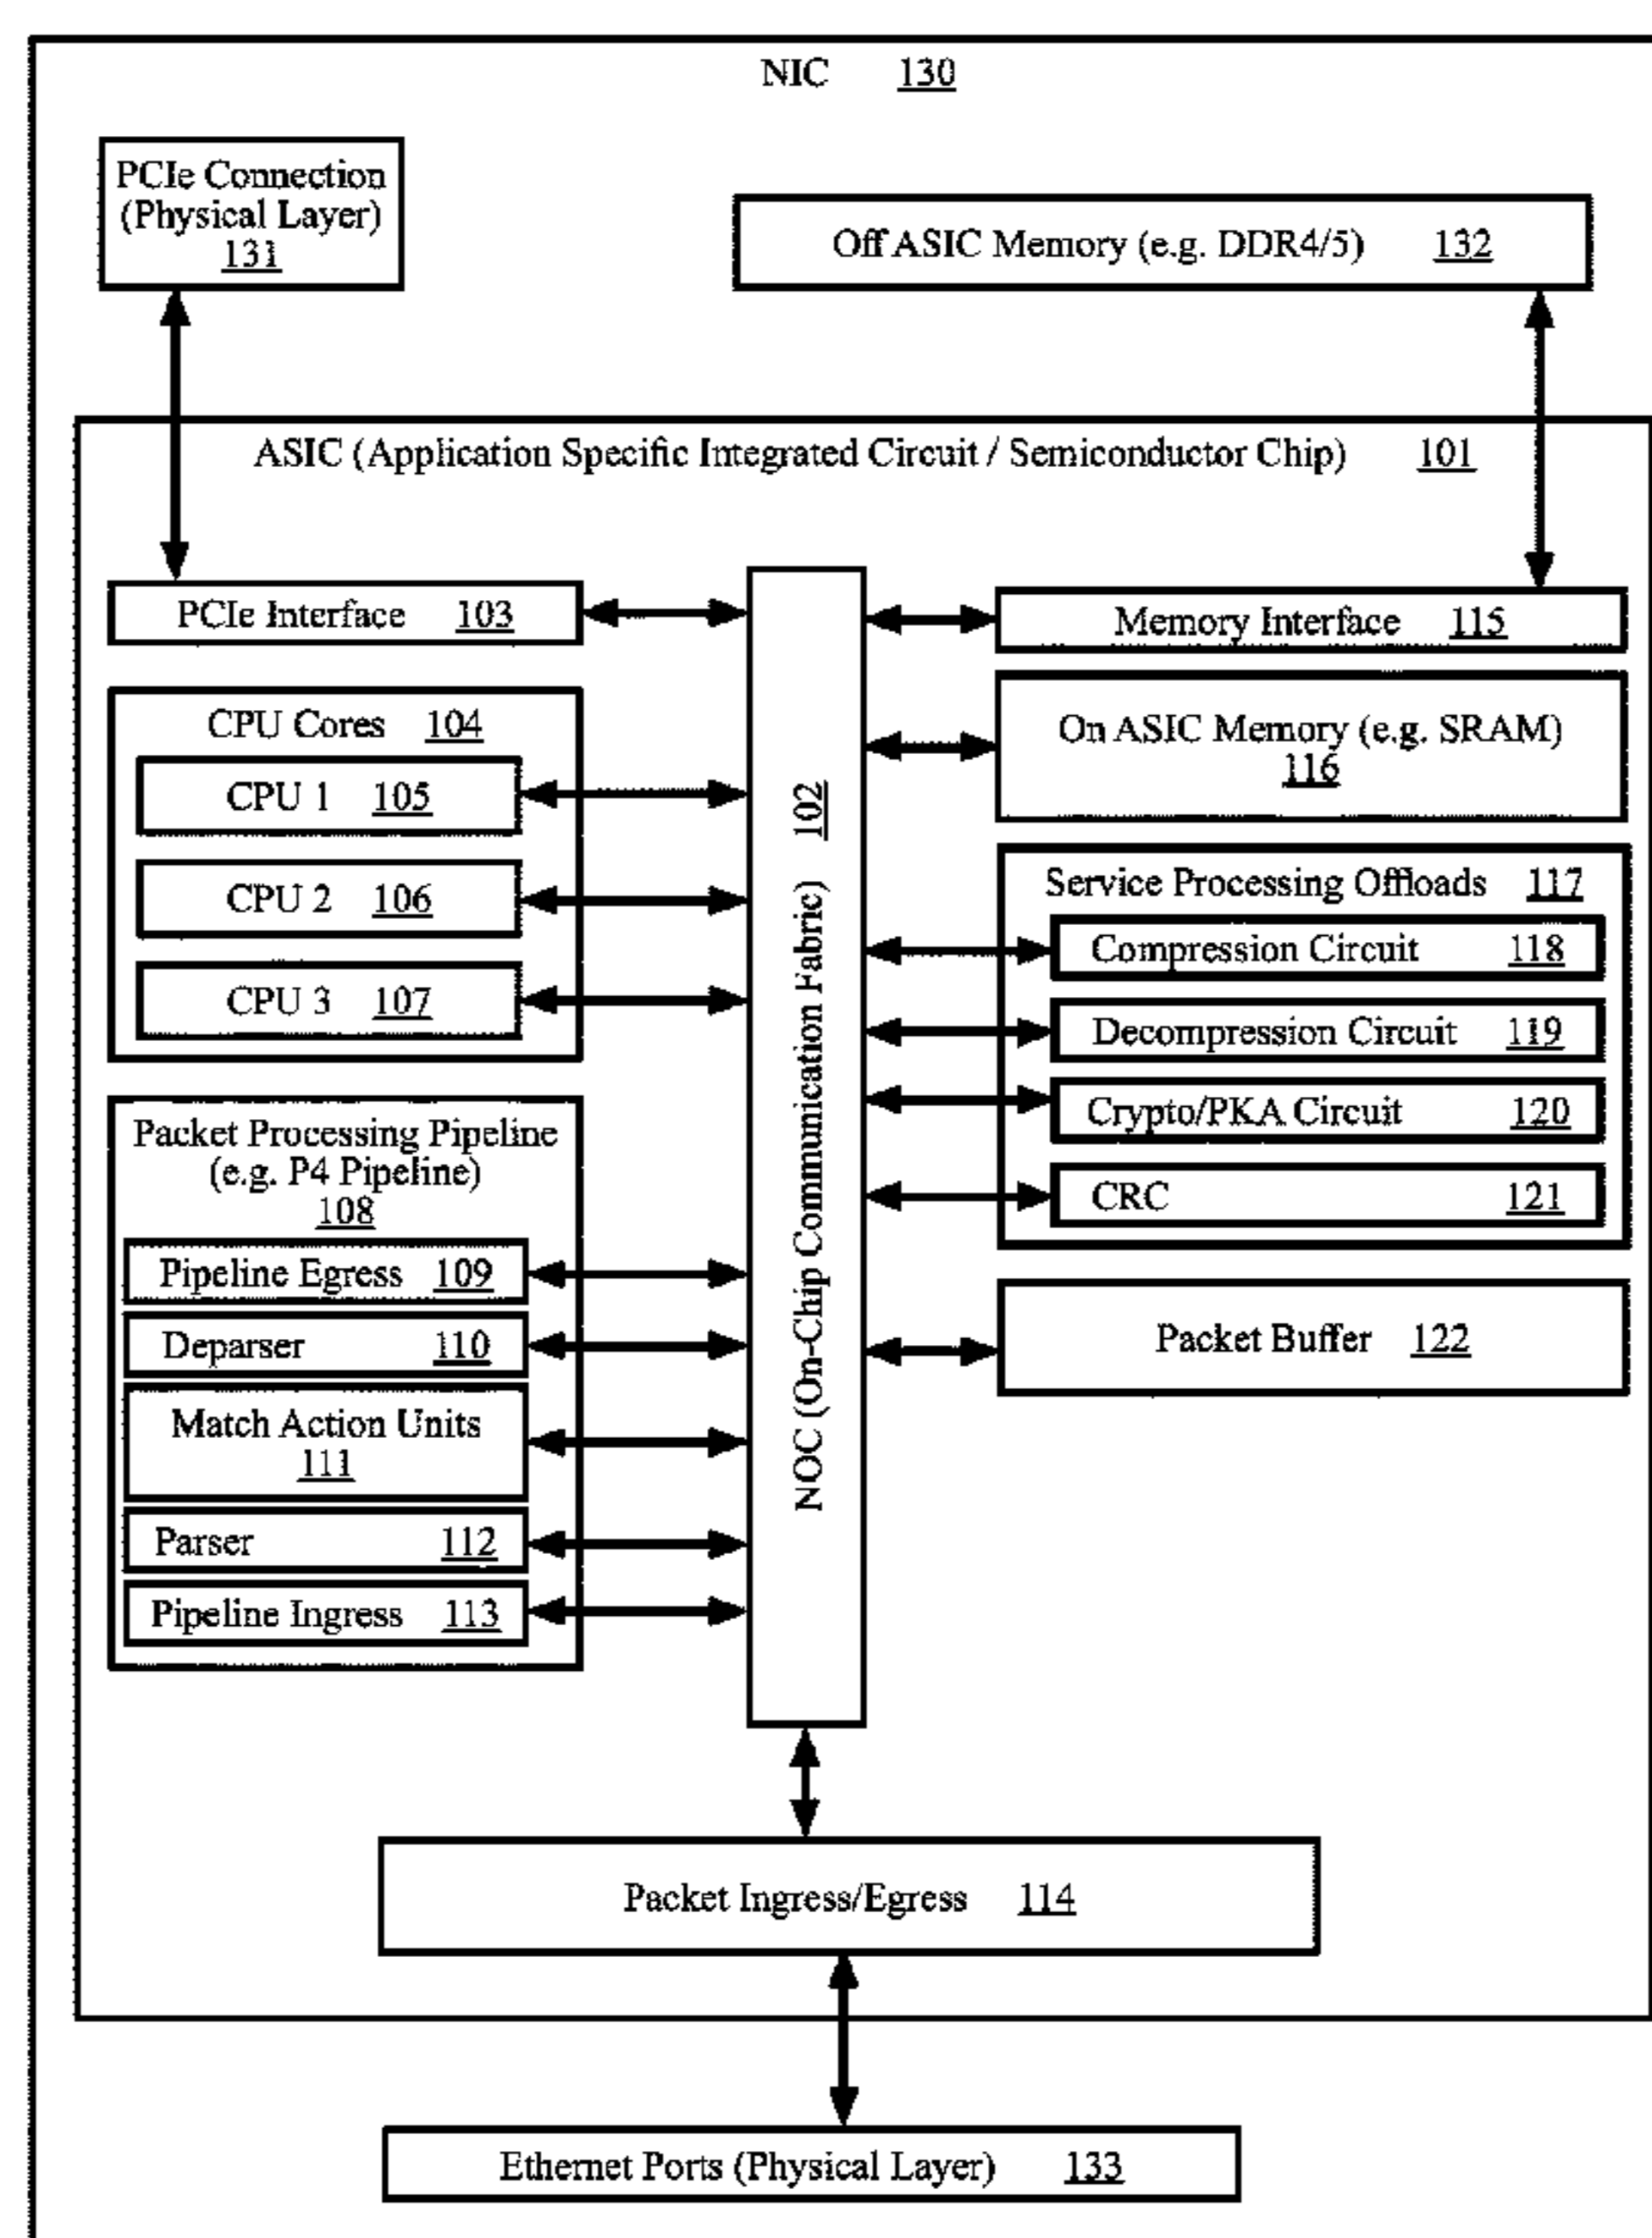 NIC 130
PCIe Connection
(Physical Layer)
131
Off ASIC Memory (e.g. DDR4/5) 132
ASIC (Application Specific Integrated Circuit / Semiconductor Chip) 101
PCIe Interface 103
CPU Cores 104
CPU 1 105
CPU 2 106
CPU 3 107
Packet Processing Pipeline
(e.g. P4 Pipeline)
108
Pipeline Egress 109
Deparser 110
Match Action Units
111
Parser 112
Pipeline Ingress 113
NOC (On-Chip Communication Fabric) 102
Memory Interface 115
On ASIC Memory (e.g. SRAM)
116
Service Processing Offloads 117
Compression Circuit 118
Decompression Circuit 119
Crypto/PKA Circuit 120
CRC 121
Packet Buffer 122
Packet Ingress/Egress 114
Ethernet Ports (Physical Layer) 133